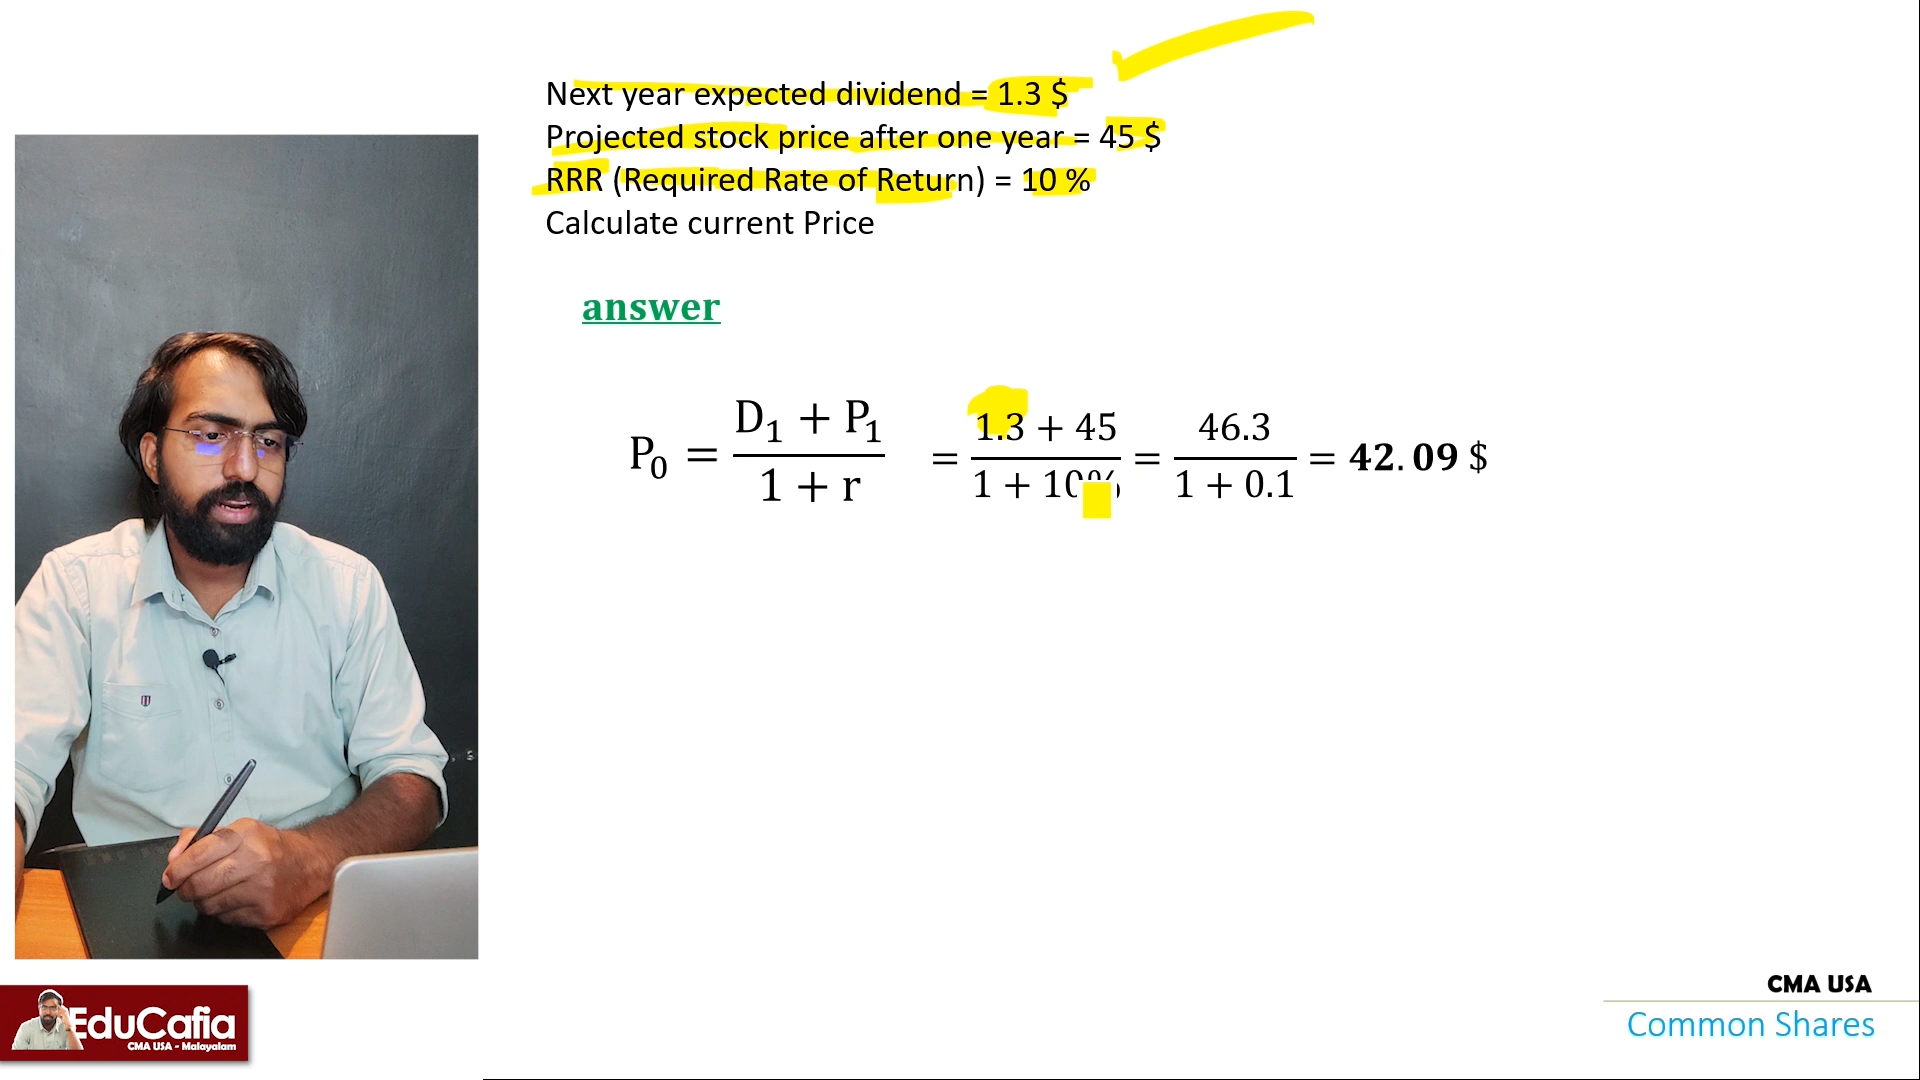 Next year expected dividend = 1.3 $
Projected stock price after one year = 45 $
RRR (Required Rate of Return) = 10 %
Calculate current Price
answer
P₀ = (D₁ + P₁)/(1 + r) = (1.3 + 45)/(1 + 10%) = 46.3/(1 + 0.1) = 42.09 $
EduCafia
CMA USA - Malayalam
CMA USA
Common Shares